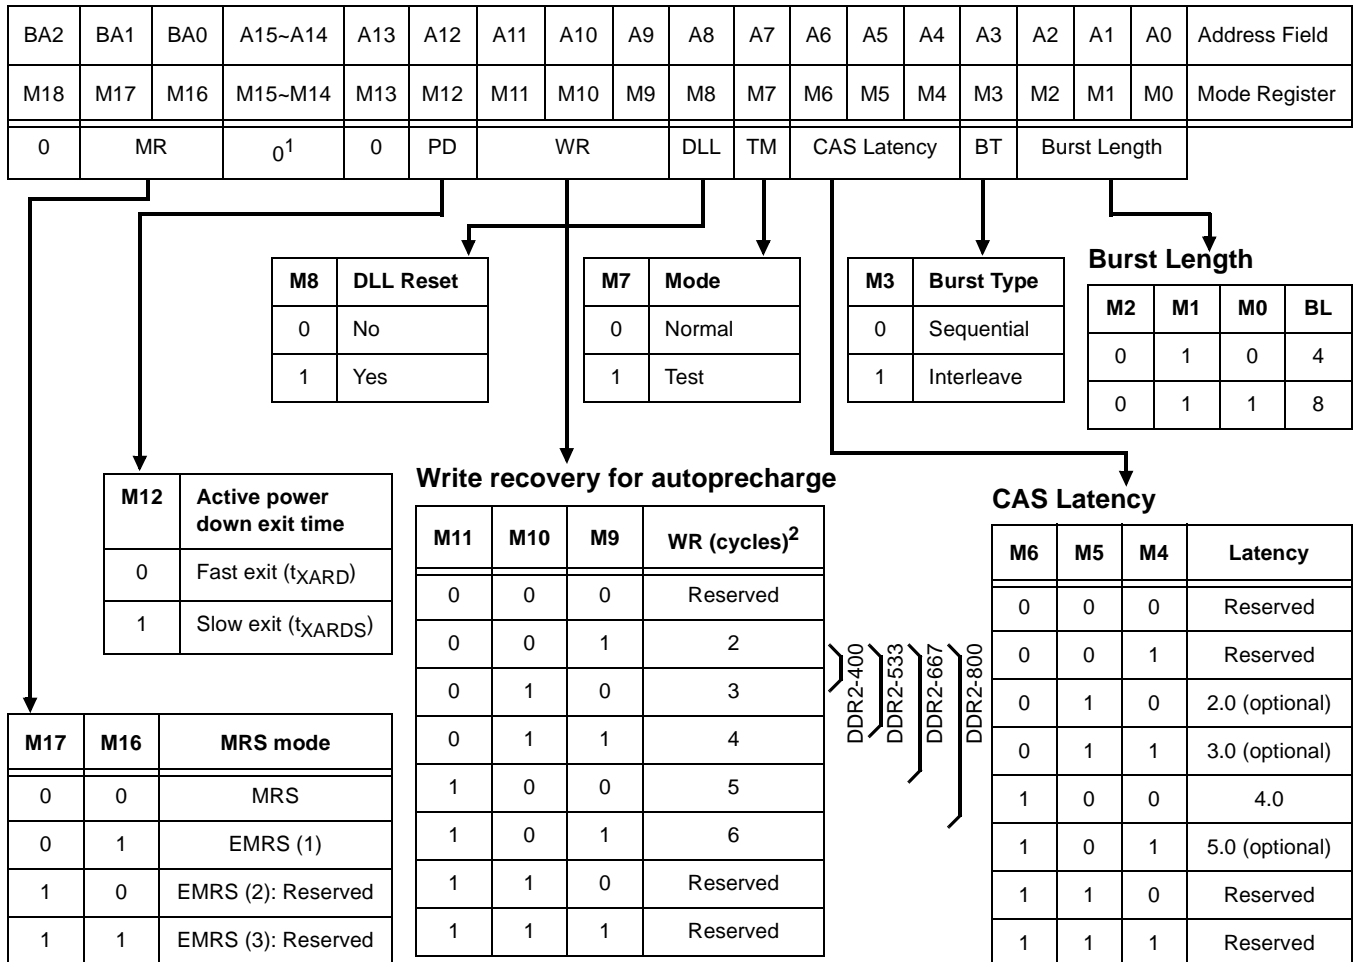 BA2 BA1 BA0 A15~A14 A13 A12 A11 A10 A9 A8 A7 A6 A5 A4 A3 A2 A1 A0 Address Field
M18 M17 M16 M15~M14 M13 M12 M11 M10 M9 M8 M7 M6 M5 M4 M3 M2 M1 M0 Mode Register
0 MR 0¹ 0 PD WR DLL TM CAS Latency BT Burst Length
M8 DLL Reset
0 No
1 Yes
M7 Mode
0 Normal
1 Test
M3 Burst Type
0 Sequential
1 Interleave
Burst Length
M2 M1 M0 BL
0 1 0 4
0 1 1 8
M12 Active power
down exit time
0 Fast exit (tXARD)
1 Slow exit (tXARDS)
Write recovery for autoprecharge
M11 M10 M9 WR (cycles)²
0 0 0 Reserved
0 0 1 2
0 1 0 3
0 1 1 4
1 0 0 5
1 0 1 6
1 1 0 Reserved
1 1 1 Reserved
DDR2-400
DDR2-533
DDR2-667
DDR2-800
CAS Latency
M6 M5 M4 Latency
0 0 0 Reserved
0 0 1 Reserved
0 1 0 2.0 (optional)
0 1 1 3.0 (optional)
1 0 0 4.0
1 0 1 5.0 (optional)
1 1 0 Reserved
1 1 1 Reserved
M17 M16 MRS mode
0 0 MRS
0 1 EMRS (1)
1 0 EMRS (2): Reserved
1 1 EMRS (3): Reserved